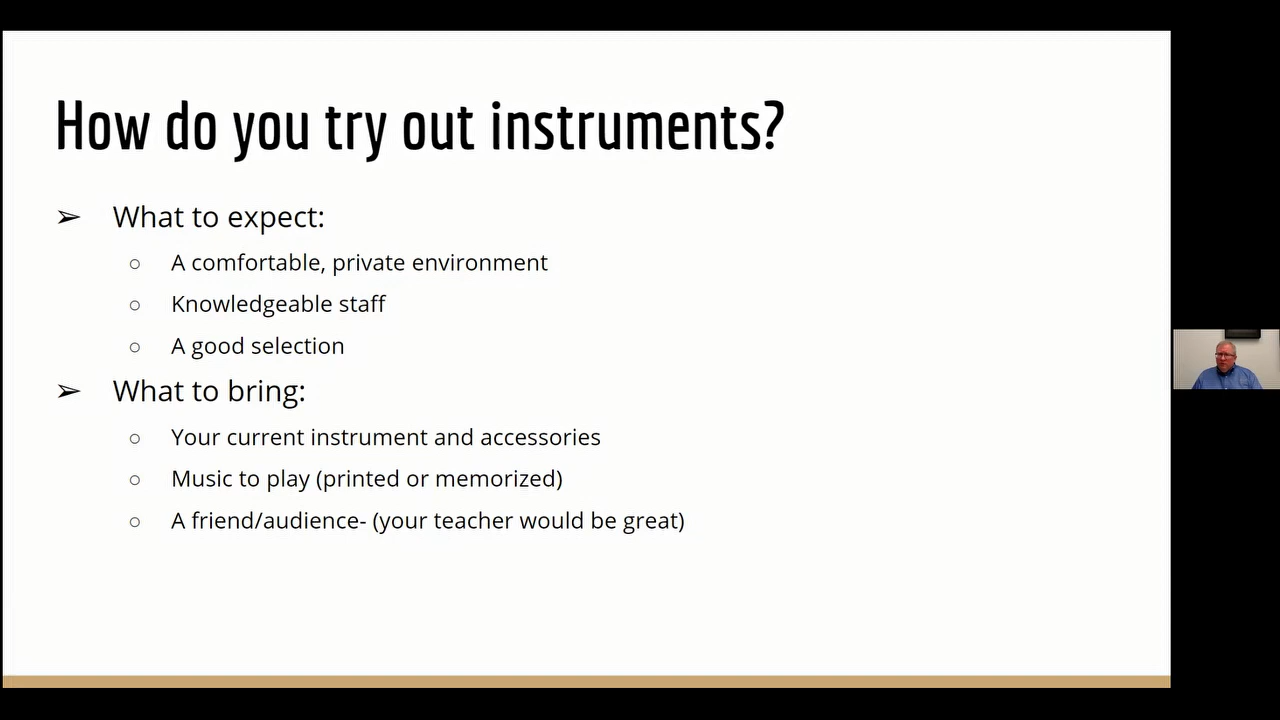 How do you try out instruments?
➢ What to expect:
○ A comfortable, private environment
○ Knowledgeable staff
○ A good selection
➢ What to bring:
○ Your current instrument and accessories
○ Music to play (printed or memorized)
○ A friend/audience- (your teacher would be great)